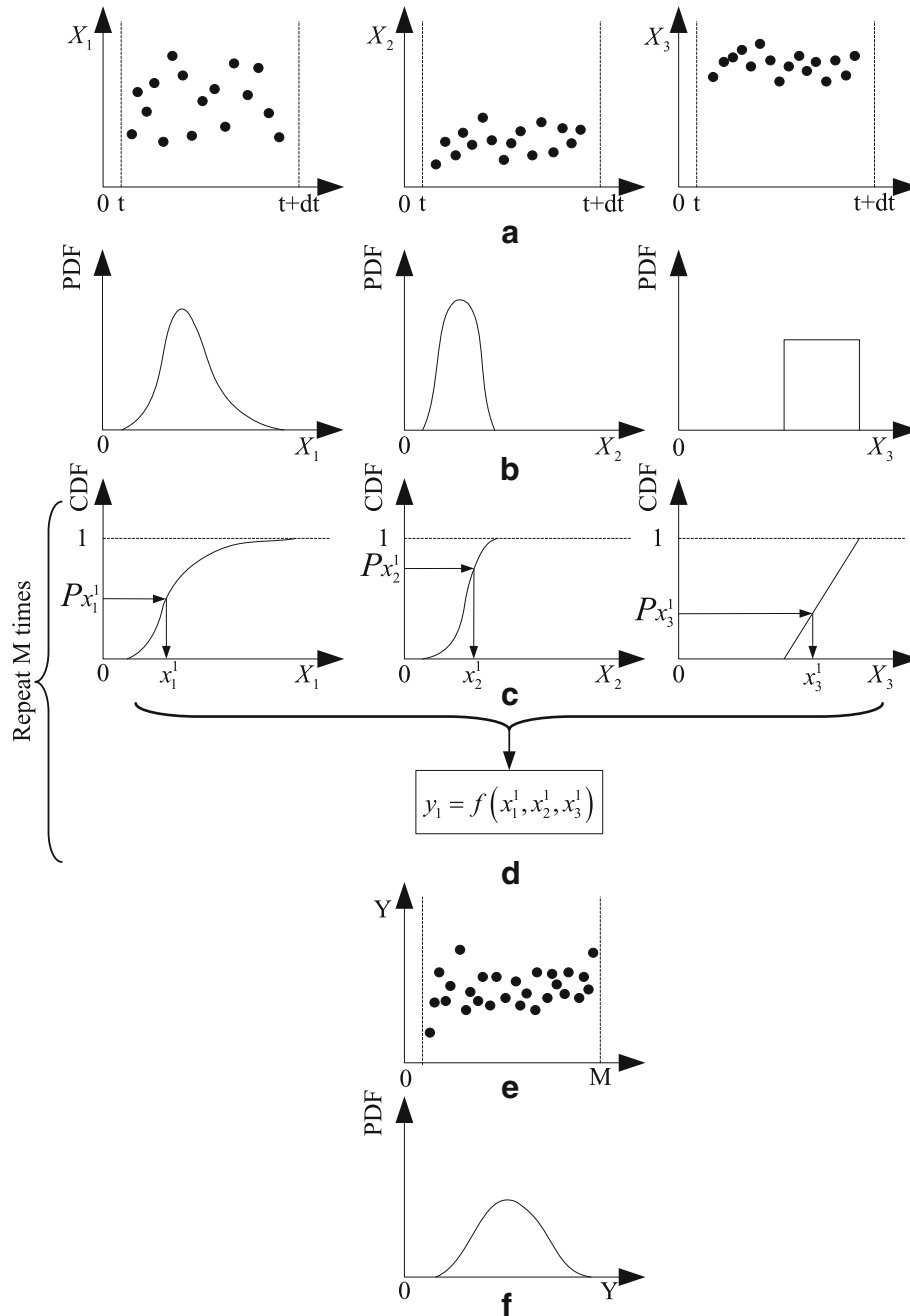 X₁ X₂ X₃
0 t t+dt 0 t t+dt 0 t t+dt
a
PDF PDF PDF
0 X₁ 0 X₂ 0 X₃
b
Repeat M times
CDF CDF CDF
1 1 1
Px₁¹ Px₂¹ Px₃¹
0 x₁¹ X₁ 0 x₂¹ X₂ 0 x₃¹ X₃
c
y₁ = f(x₁¹, x₂¹, x₃¹)
d
Y
0 M
e
PDF
0 Y
f